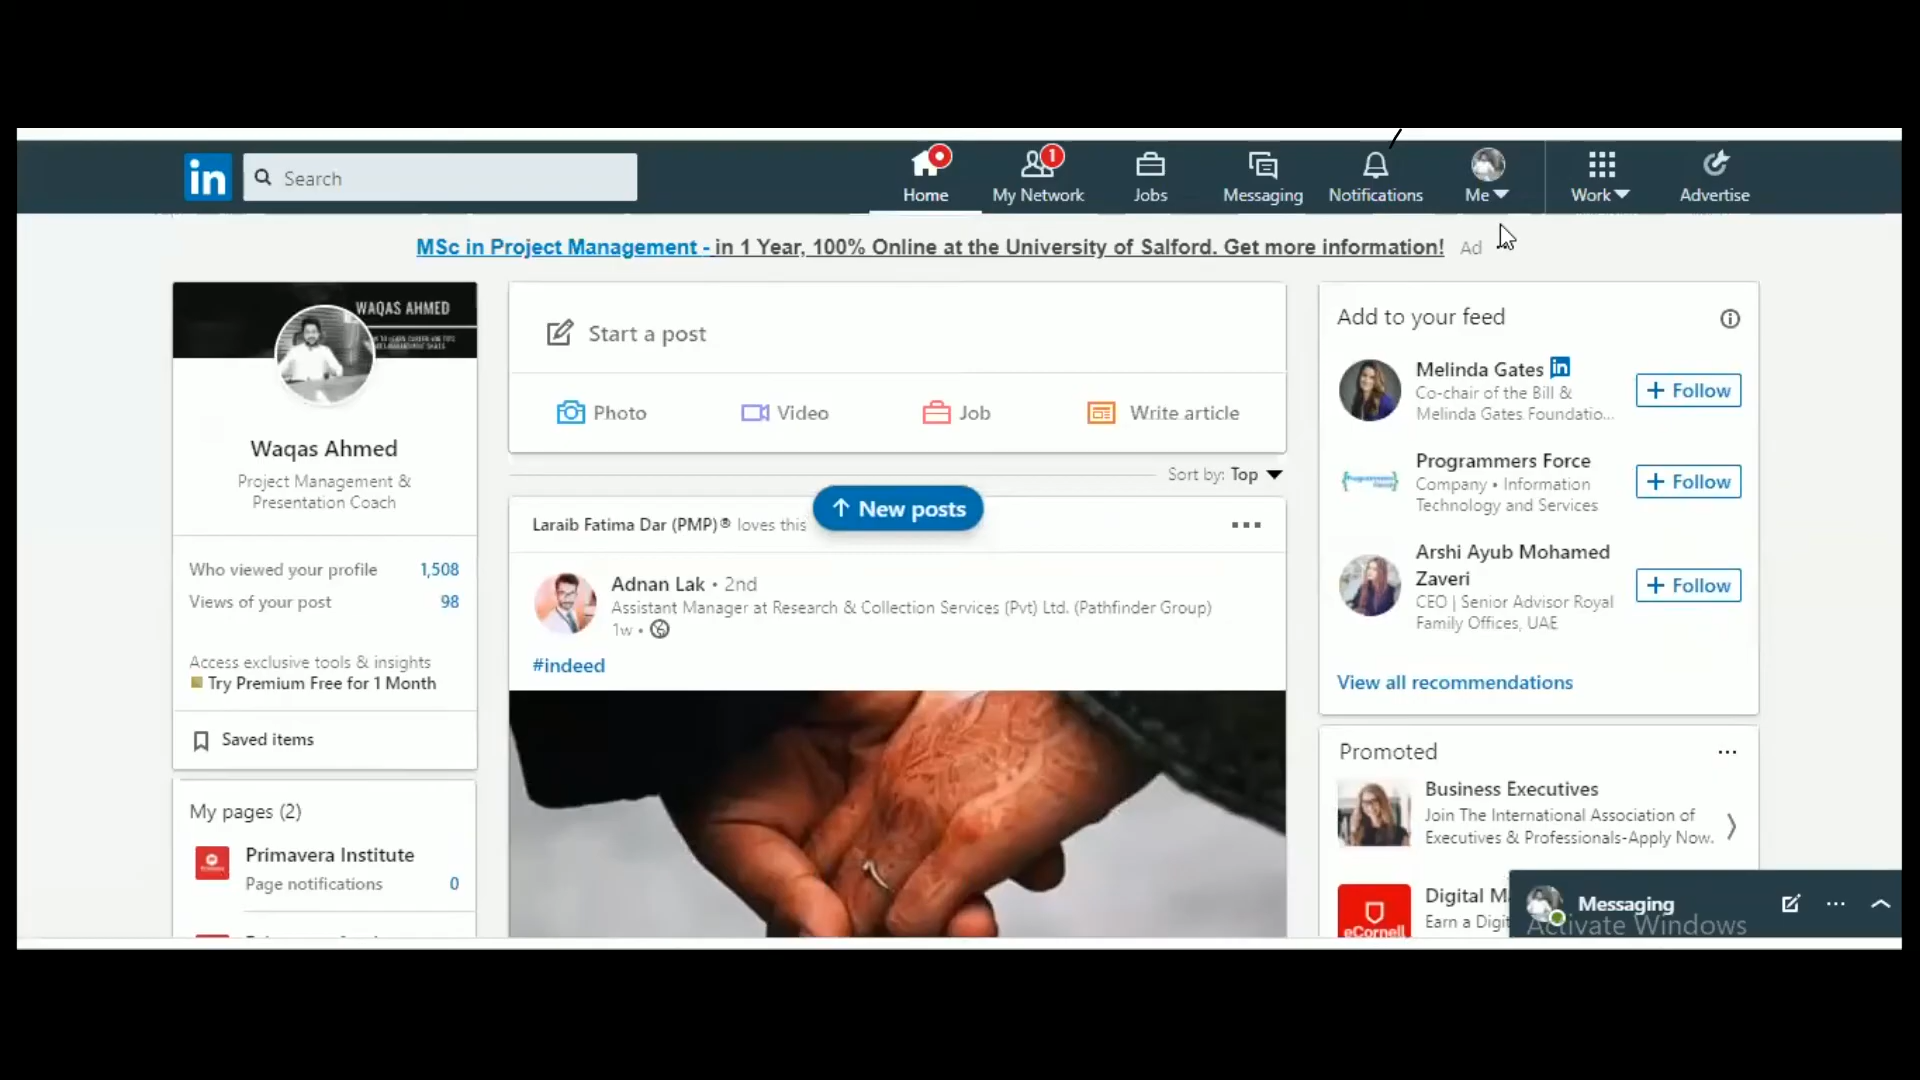 in
Search
Home
1
My Network
Jobs
Messaging
Notifications
Me
Work
Advertise
MSc in Project Management - in 1 Year, 100% Online at the University of Salford. Get more information!
Ad
WAQAS AHMED
Waqas Ahmed
Project Management &
Presentation Coach
Who viewed your profile 1,508
Views of your post 98
Access exclusive tools & insights
Try Premium Free for 1 Month
Saved items
My pages (2)
Primavera Institute
Page notifications 0
Start a post
Photo
Video
Job
Write article
Sort by: Top
↑ New posts
Laraib Fatima Dar (PMP)® loves this
Adnan Lak • 2nd
Assistant Manager at Research & Collection Services (Pvt) Ltd. (Pathfinder Group)
1w •
#indeed
Add to your feed
Melinda Gates in
Co-chair of the Bill &
Melinda Gates Foundatio...
+ Follow
Programmers Force
Company • Information
Technology and Services
+ Follow
Arshi Ayub Mohamed
Zaveri
CEO | Senior Advisor Royal
Family Offices, UAE
+ Follow
View all recommendations
Promoted
Business Executives
Join The International Association of
Executives & Professionals-Apply Now.
eCornell
Digital M
Earn a Digit
Messaging
Activate Windows